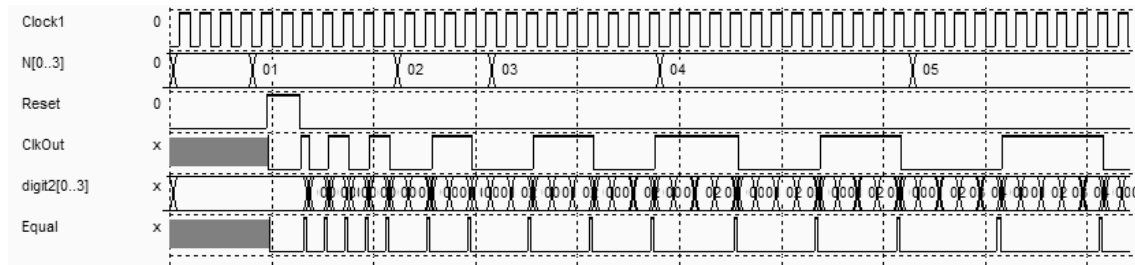 Clock1 0
N[0..3] 0 01 02 03 04 05
Reset 0
ClkOut x
digit2[0..3] x
Equal x